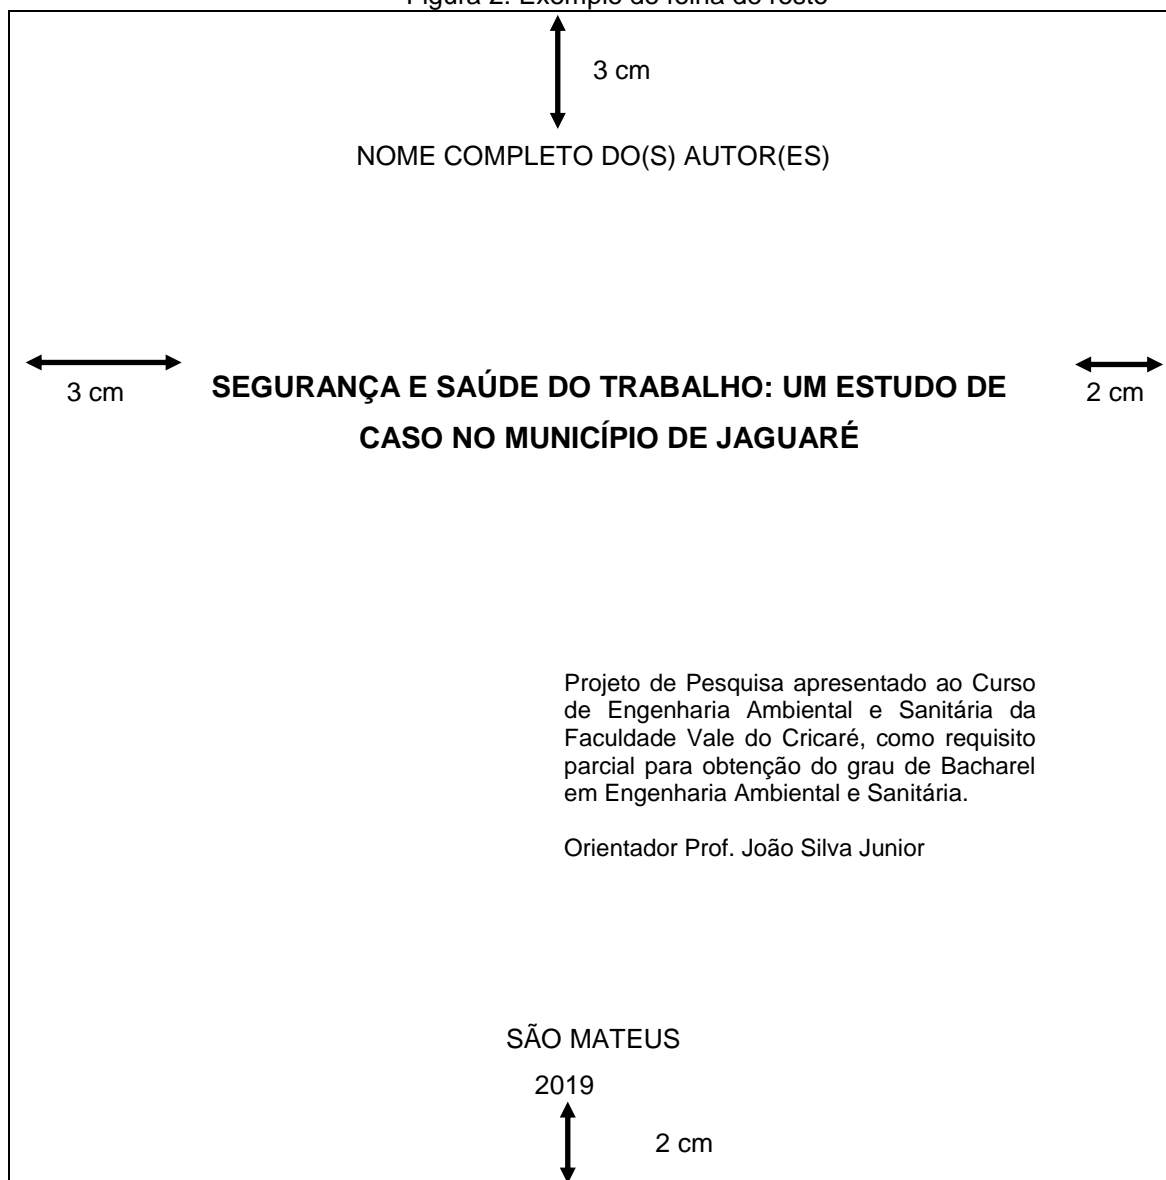 Figura 2: Exemplo de folha de rosto
3 cm
NOME COMPLETO DO(S) AUTOR(ES)
3 cm
SEGURANÇA E SAÚDE DO TRABALHO: UM ESTUDO DE
CASO NO MUNICÍPIO DE JAGUARÉ
2 cm
Projeto de Pesquisa apresentado ao Curso
de Engenharia Ambiental e Sanitária da
Faculdade Vale do Cricaré, como requisito
parcial para obtenção do grau de Bacharel
em Engenharia Ambiental e Sanitária.
Orientador Prof. João Silva Junior
SÃO MATEUS
2019
2 cm